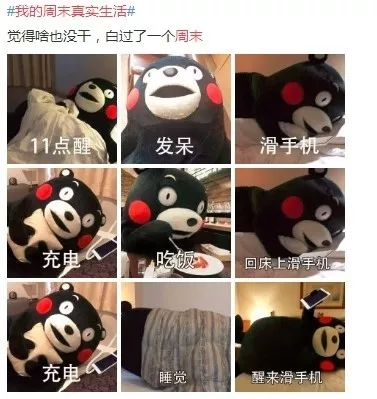 #我的周末真实生活#
觉得啥也没干，白过了一个周末
11点醒
发呆
滑手机
充电
吃饭
回床上滑手机
充电
睡觉
醒来滑手机